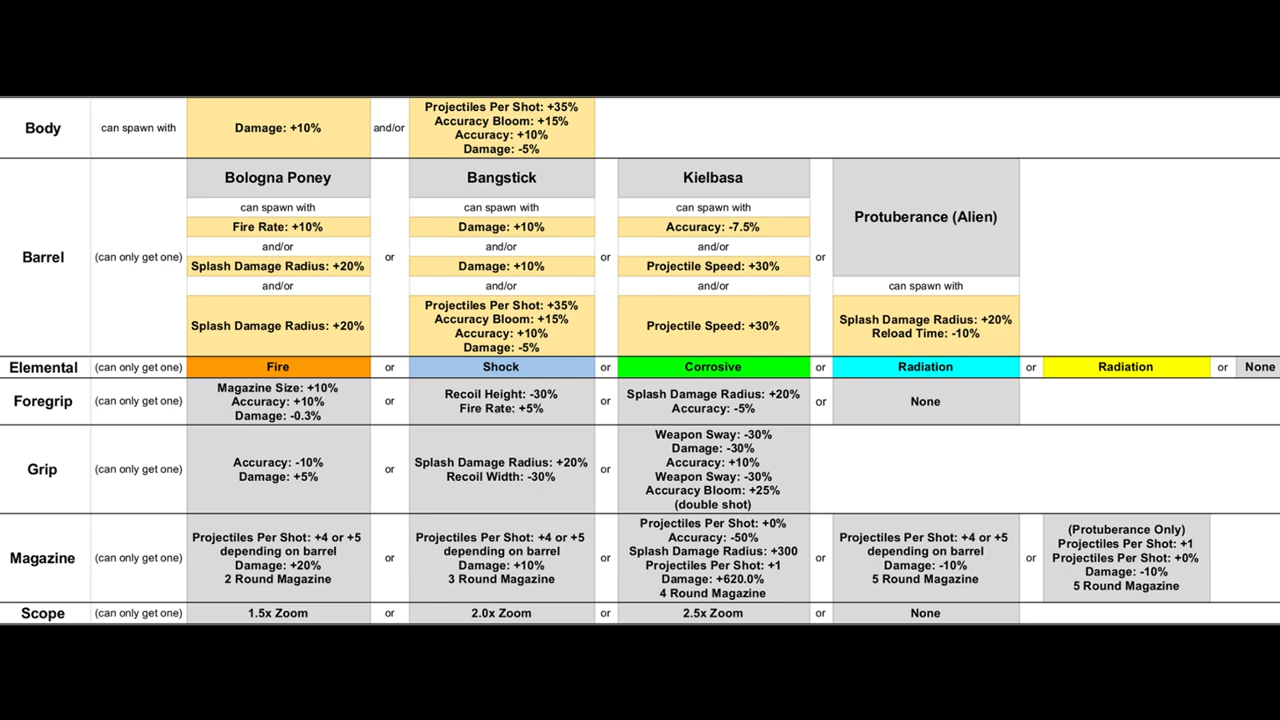 Body
can spawn with
Damage: +10%
and/or
Projectiles Per Shot: +35%
Accuracy Bloom: +15%
Accuracy: +10%
Damage: -5%
Barrel
(can only get one)
Bologna Poney
can spawn with
Fire Rate: +10%
and/or
Splash Damage Radius: +20%
and/or
Splash Damage Radius: +20%
or
Bangstick
can spawn with
Damage: +10%
and/or
Damage: +10%
and/or
Projectiles Per Shot: +35%
Accuracy Bloom: +15%
Accuracy: +10%
Damage: -5%
or
Kielbasa
can spawn with
Accuracy: -7.5%
and/or
Projectile Speed: +30%
and/or
Projectile Speed: +30%
or
Protuberance (Alien)
can spawn with
Splash Damage Radius: +20%
Reload Time: -10%
Elemental
(can only get one)
Fire
or
Shock
or
Corrosive
or
Radiation
or
Radiation
or
None
Foregrip
(can only get one)
Magazine Size: +10%
Accuracy: +10%
Damage: -0.3%
or
Recoil Height: -30%
Fire Rate: +5%
or
Splash Damage Radius: +20%
Accuracy: -5%
or
None
Grip
(can only get one)
Accuracy: -10%
Damage: +5%
or
Splash Damage Radius: +20%
Recoil Width: -30%
or
Weapon Sway: -30%
Damage: -30%
Accuracy: +10%
Weapon Sway: -30%
Accuracy Bloom: +25%
(double shot)
Magazine
(can only get one)
Projectiles Per Shot: +4 or +5
depending on barrel
Damage: +20%
2 Round Magazine
or
Projectiles Per Shot: +4 or +5
depending on barrel
Damage: +10%
3 Round Magazine
or
Projectiles Per Shot: +0%
Accuracy: -50%
Splash Damage Radius: +300
Projectiles Per Shot: +1
Damage: +620.0%
4 Round Magazine
or
Projectiles Per Shot: +4 or +5
depending on barrel
Damage: -10%
5 Round Magazine
or
(Protuberance Only)
Projectiles Per Shot: +1
Projectiles Per Shot: +0%
Damage: -10%
5 Round Magazine
Scope
(can only get one)
1.5x Zoom
or
2.0x Zoom
or
2.5x Zoom
or
None